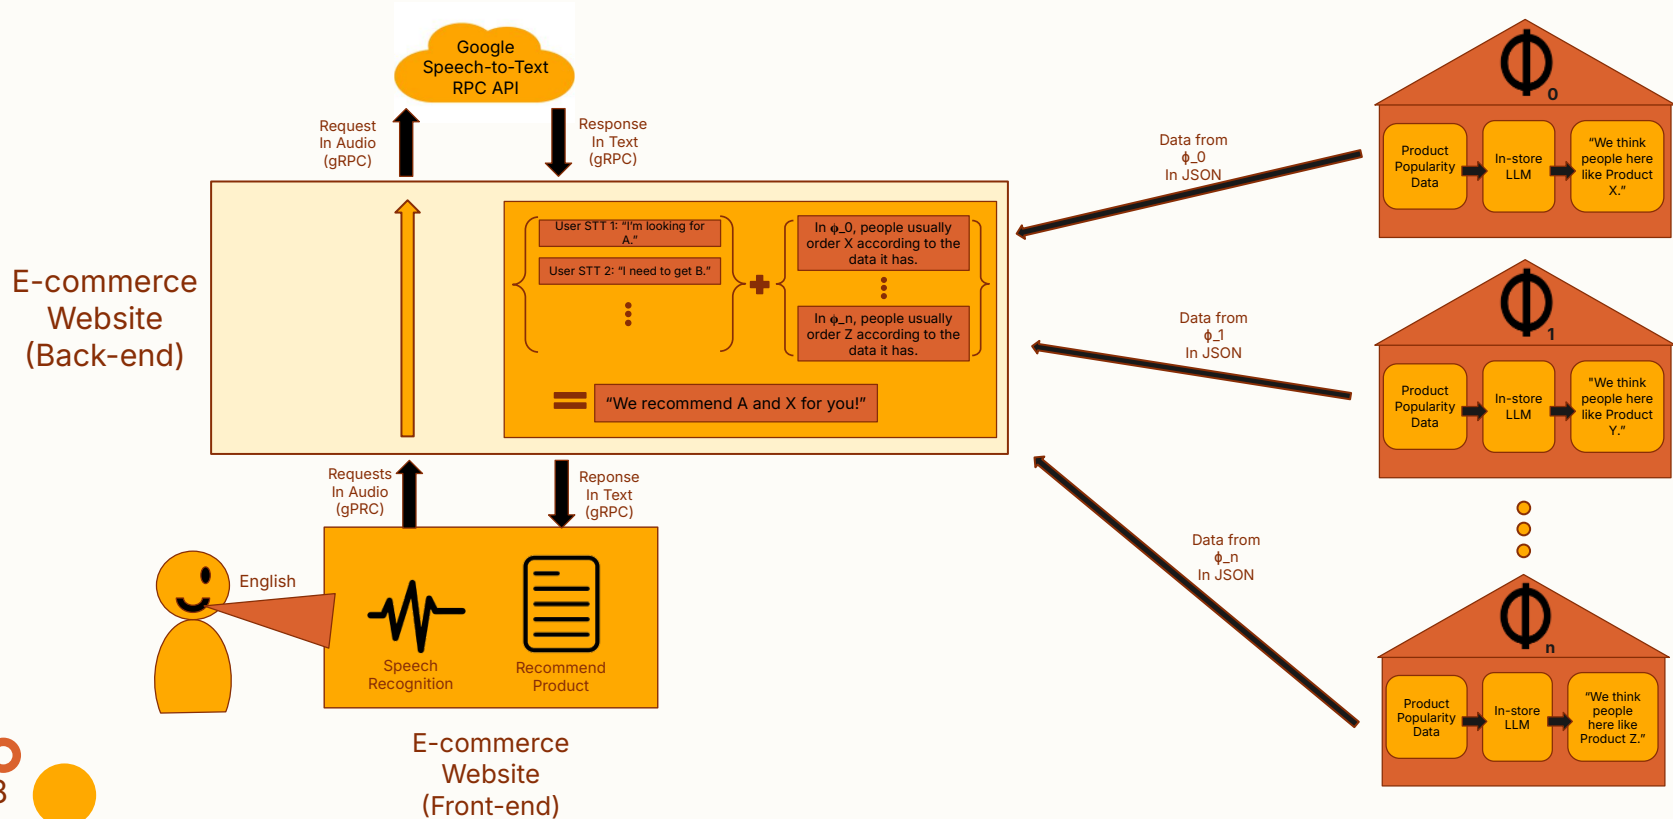 Google
Speech-to-Text
RPC API
Request
In Audio
(gRPC)
Response
In Text
(gRPC)
E-commerce
Website
(Back-end)
User STT 1: “I’m looking for
A.”
User STT 2: “I need to get B.”
In ϕ_0, people usually
order X according to the
data it has.
In ϕ_n, people usually
order Z according to the
data it has.
“We recommend A and X for you!”
Requests
In Audio
(gPRC)
Reponse
In Text
(gRPC)
English
Speech
Recognition
Recommend
Product
E-commerce
Website
(Front-end)
Data from
ϕ_0
In JSON
Data from
ϕ_1
In JSON
Data from
ϕ_n
In JSON
Φ0
Product
Popularity
Data
In-store
LLM
“We think
people here
like Product
X.”
Φ1
Product
Popularity
Data
In-store
LLM
"We think
people here
like Product
Y.”
Φn
Product
Popularity
Data
In-store
LLM
“We think
people
here like
Product Z.”